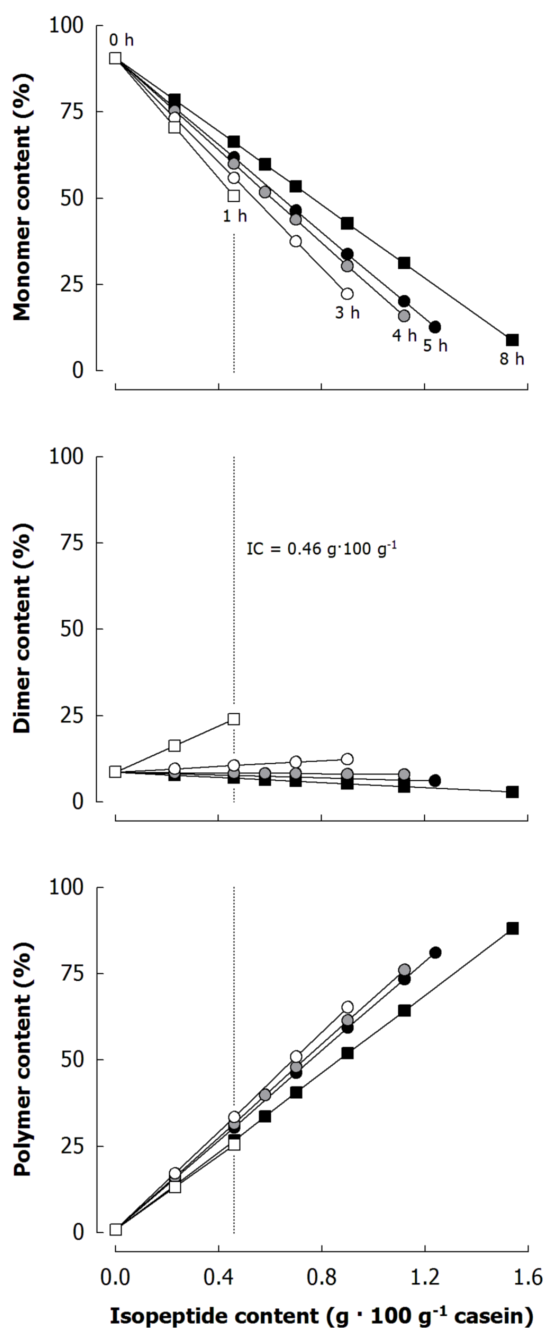 Monomer content (%)
100
75
50
25
0
0 h
1 h
3 h
4 h
5 h
8 h
Dimer content (%)
100
75
50
25
0
IC = 0.46 g·100 g⁻¹
Polymer content (%)
100
75
50
25
0
0.0 0.4 0.8 1.2 1.6
Isopeptide content (g · 100 g⁻¹ casein)